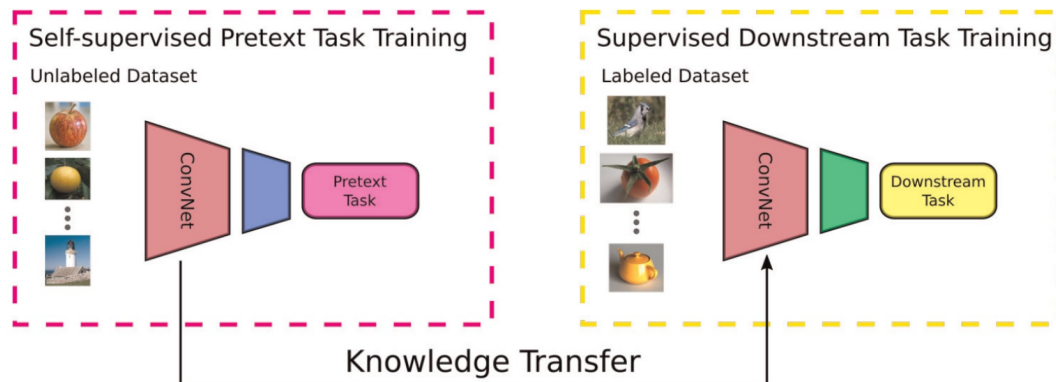 Self-supervised Pretext Task Training
Unlabeled Dataset
ConvNet
Pretext
Task
Supervised Downstream Task Training
Labeled Dataset
ConvNet
Downstream
Task
Knowledge Transfer